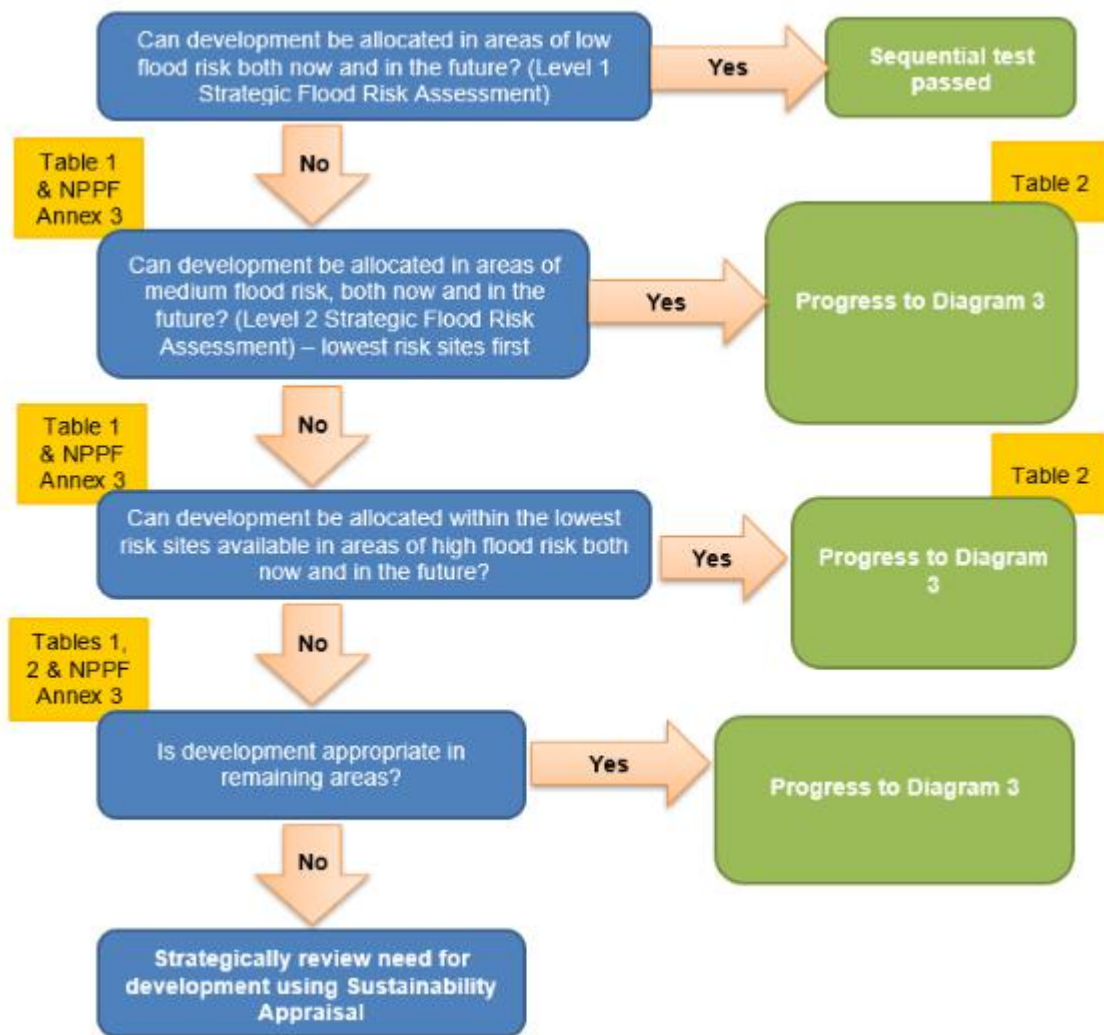 Can development be allocated in areas of low
flood risk both now and in the future? (Level 1
Strategic Flood Risk Assessment)
Yes
Sequential test
passed
No
Table 1
& NPPF
Annex 3
Table 2
Can development be allocated in areas of
medium flood risk, both now and in the
future? (Level 2 Strategic Flood Risk
Assessment) – lowest risk sites first
Yes
Progress to Diagram 3
No
Table 1
& NPPF
Annex 3
Table 2
Can development be allocated within the lowest
risk sites available in areas of high flood risk both
now and in the future?
Yes
Progress to Diagram
3
No
Tables 1,
2 & NPPF
Annex 3
Is development appropriate in
remaining areas?
Yes
Progress to Diagram 3
No
Strategically review need for
development using Sustainability
Appraisal